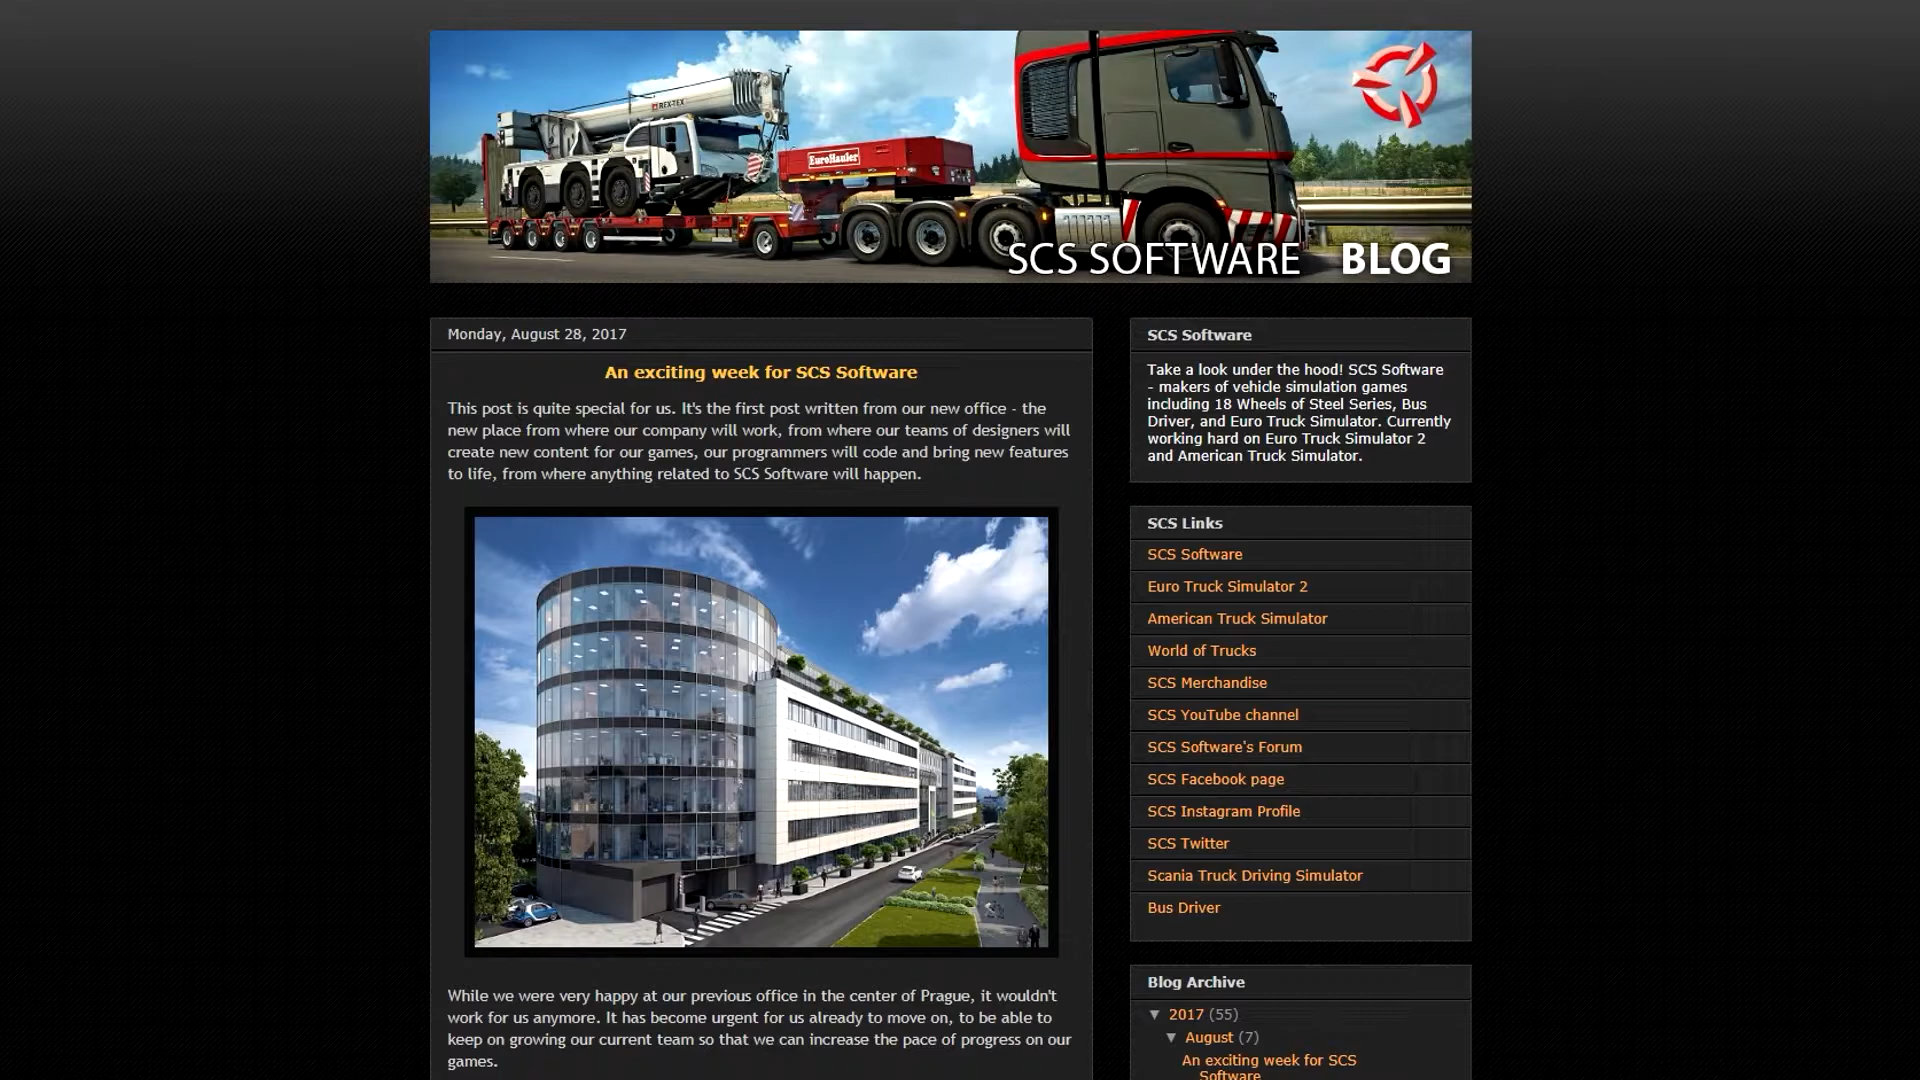 REX-TEX
EuroHauler
SCS SOFTWARE BLOG
Monday, August 28, 2017
An exciting week for SCS Software
This post is quite special for us. It's the first post written from our new office - the
new place from where our company will work, from where our teams of designers will
create new content for our games, our programmers will code and bring new features
to life, from where anything related to SCS Software will happen.
While we were very happy at our previous office in the center of Prague, it wouldn't
work for us anymore. It has become urgent for us already to move on, to be able to
keep on growing our current team so that we can increase the pace of progress on our
games.
SCS Software
Take a look under the hood! SCS Software
- makers of vehicle simulation games
including 18 Wheels of Steel Series, Bus
Driver, and Euro Truck Simulator. Currently
working hard on Euro Truck Simulator 2
and American Truck Simulator.
SCS Links
SCS Software
Euro Truck Simulator 2
American Truck Simulator
World of Trucks
SCS Merchandise
SCS YouTube channel
SCS Software's Forum
SCS Facebook page
SCS Instagram Profile
SCS Twitter
Scania Truck Driving Simulator
Bus Driver
Blog Archive
▼ 2017 (55)
▼ August (7)
An exciting week for SCS
Software